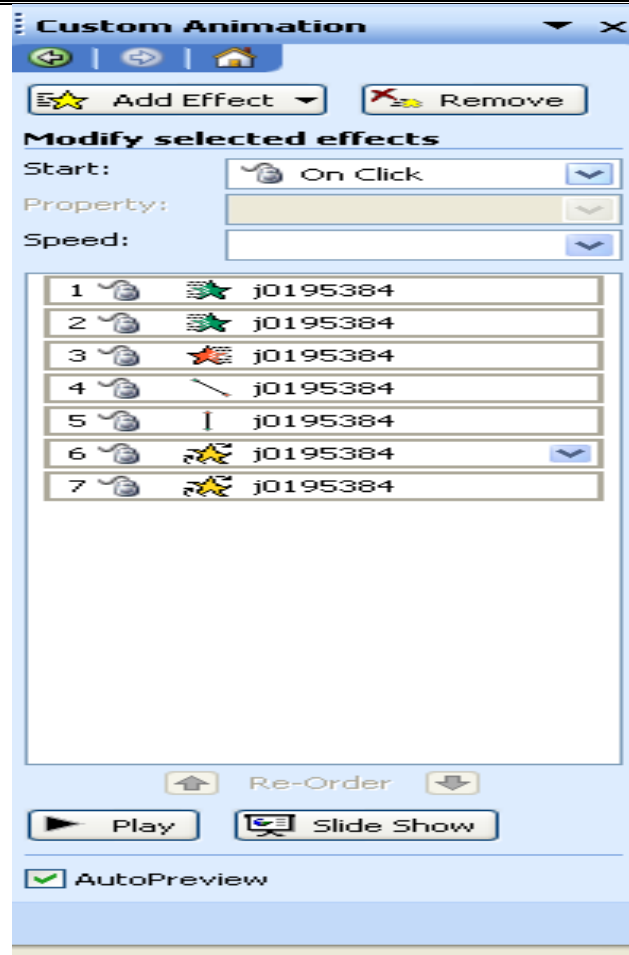 Custom Animation
Add Effect
Remove
Modify selected effects
Start: On Click
Property:
Speed:
1 j0195384
2 j0195384
3 j0195384
4 j0195384
5 j0195384
6 j0195384
7 j0195384
Re-Order
Play Slide Show
AutoPreview